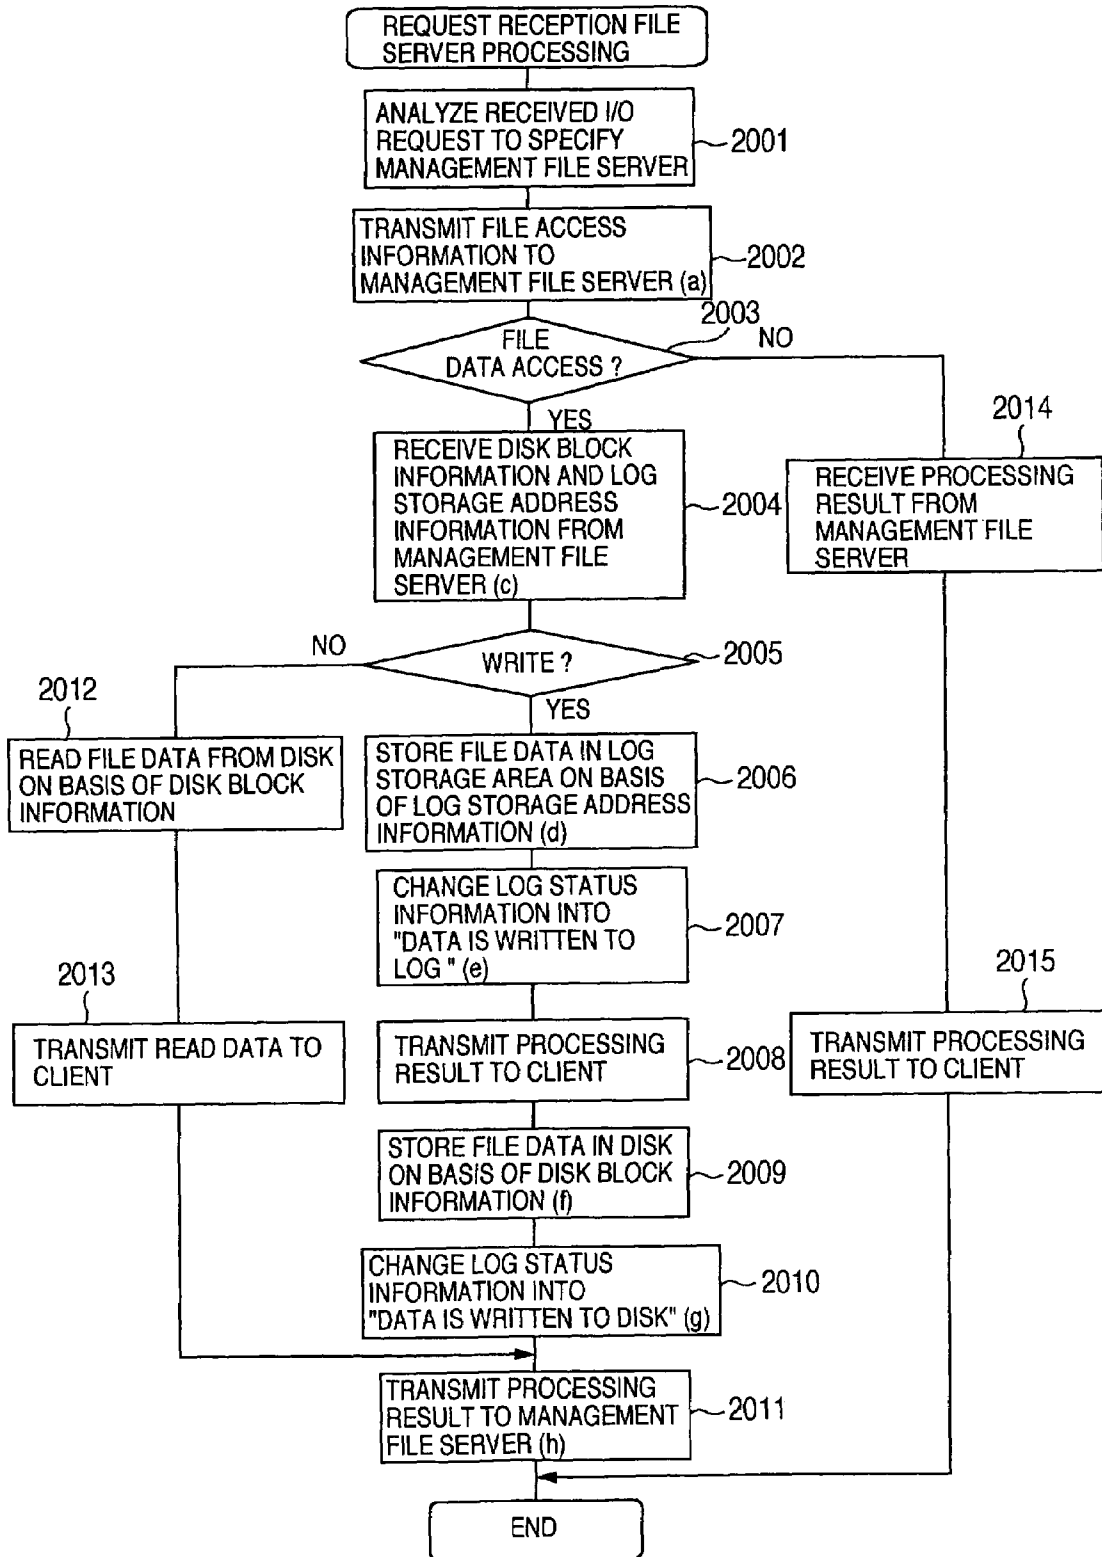 REQUEST RECEPTION FILE
SERVER PROCESSING
ANALYZE RECEIVED I/O
REQUEST TO SPECIFY
MANAGEMENT FILE SERVER
2001
TRANSMIT FILE ACCESS
INFORMATION TO
MANAGEMENT FILE SERVER (a)
2002
2003
FILE
DATA ACCESS ?
NO
YES
RECEIVE DISK BLOCK
INFORMATION AND LOG
STORAGE ADDRESS
INFORMATION FROM
MANAGEMENT FILE
SERVER (c)
2004
2014
RECEIVE PROCESSING
RESULT FROM
MANAGEMENT FILE
SERVER
NO
WRITE ?
2005
YES
2012
READ FILE DATA FROM DISK
ON BASIS OF DISK BLOCK
INFORMATION
STORE FILE DATA IN LOG
STORAGE AREA ON BASIS
OF LOG STORAGE ADDRESS
INFORMATION (d)
2006
CHANGE LOG STATUS
INFORMATION INTO
"DATA IS WRITTEN TO
LOG " (e)
2007
2013
TRANSMIT READ DATA TO
CLIENT
TRANSMIT PROCESSING
RESULT TO CLIENT
2008
2015
TRANSMIT PROCESSING
RESULT TO CLIENT
STORE FILE DATA IN DISK
ON BASIS OF DISK BLOCK
INFORMATION (f)
2009
CHANGE LOG STATUS
INFORMATION INTO
"DATA IS WRITTEN TO DISK" (g)
2010
TRANSMIT PROCESSING
RESULT TO MANAGEMENT
FILE SERVER (h)
2011
END